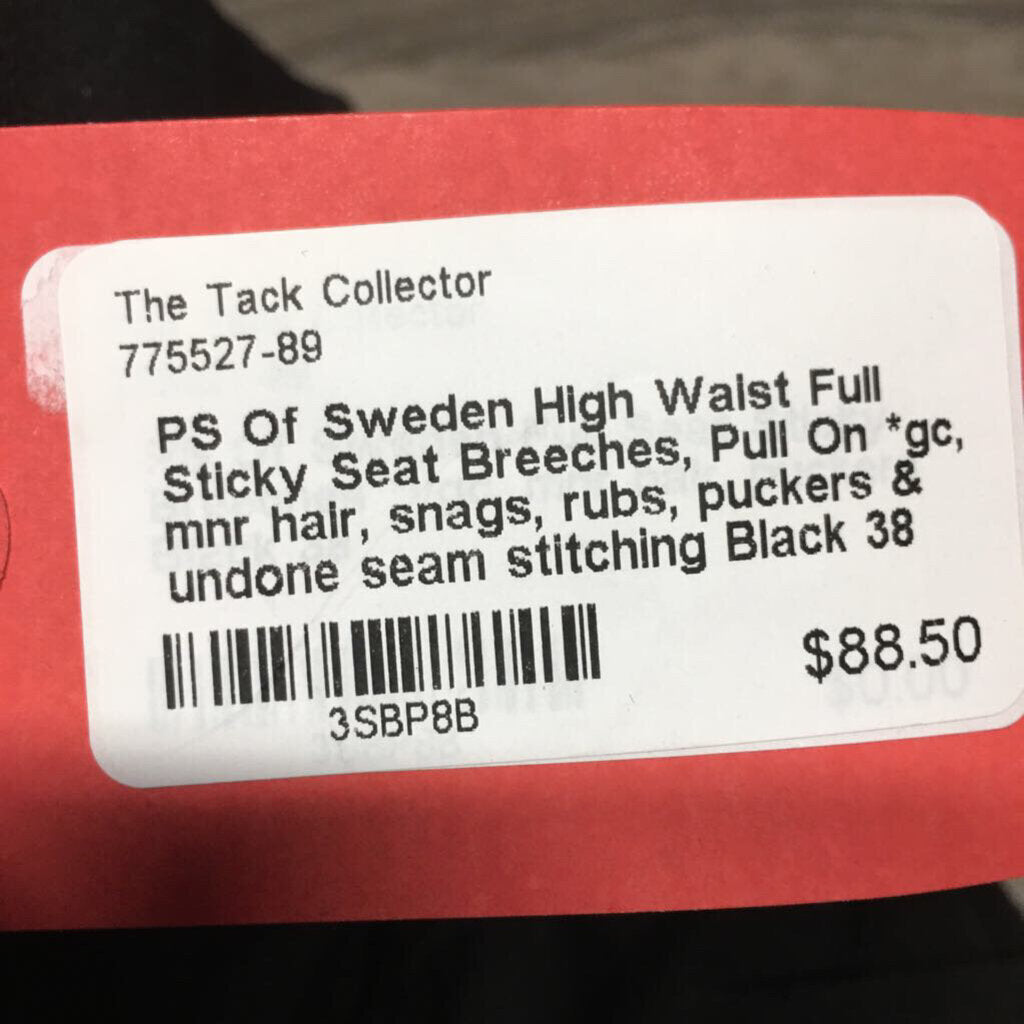 The Tack Collector
775527-89
PS Of Sweden High Waist Full
Sticky Seat Breeches, Pull On *gc,
mnr hair, snags, rubs, puckers &
undone seam stitching Black 38
$88.50
3SBP8B